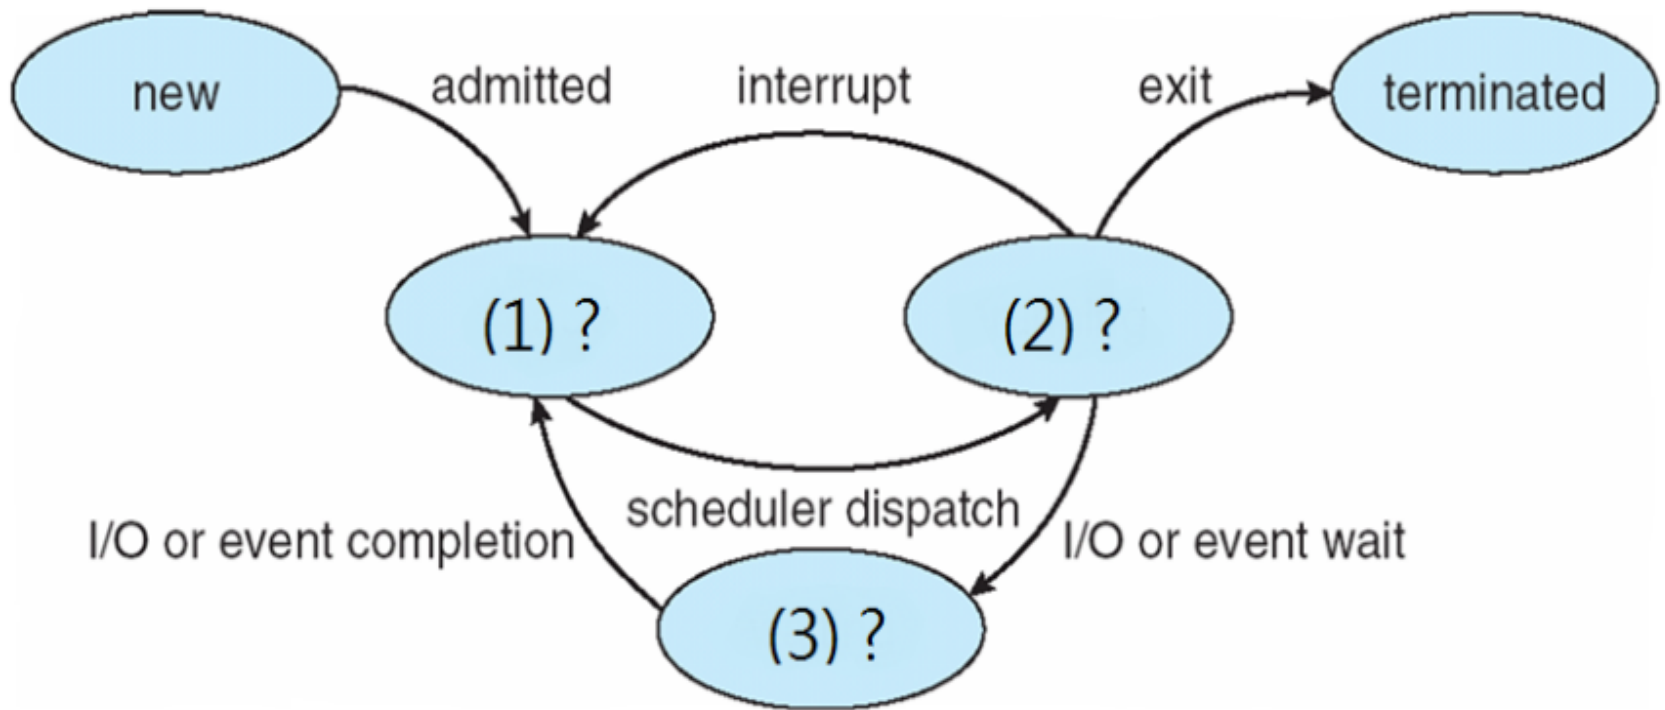 new
admitted
interrupt
exit
terminated
(1) ?
(2) ?
scheduler dispatch
I/O or event completion
I/O or event wait
(3) ?